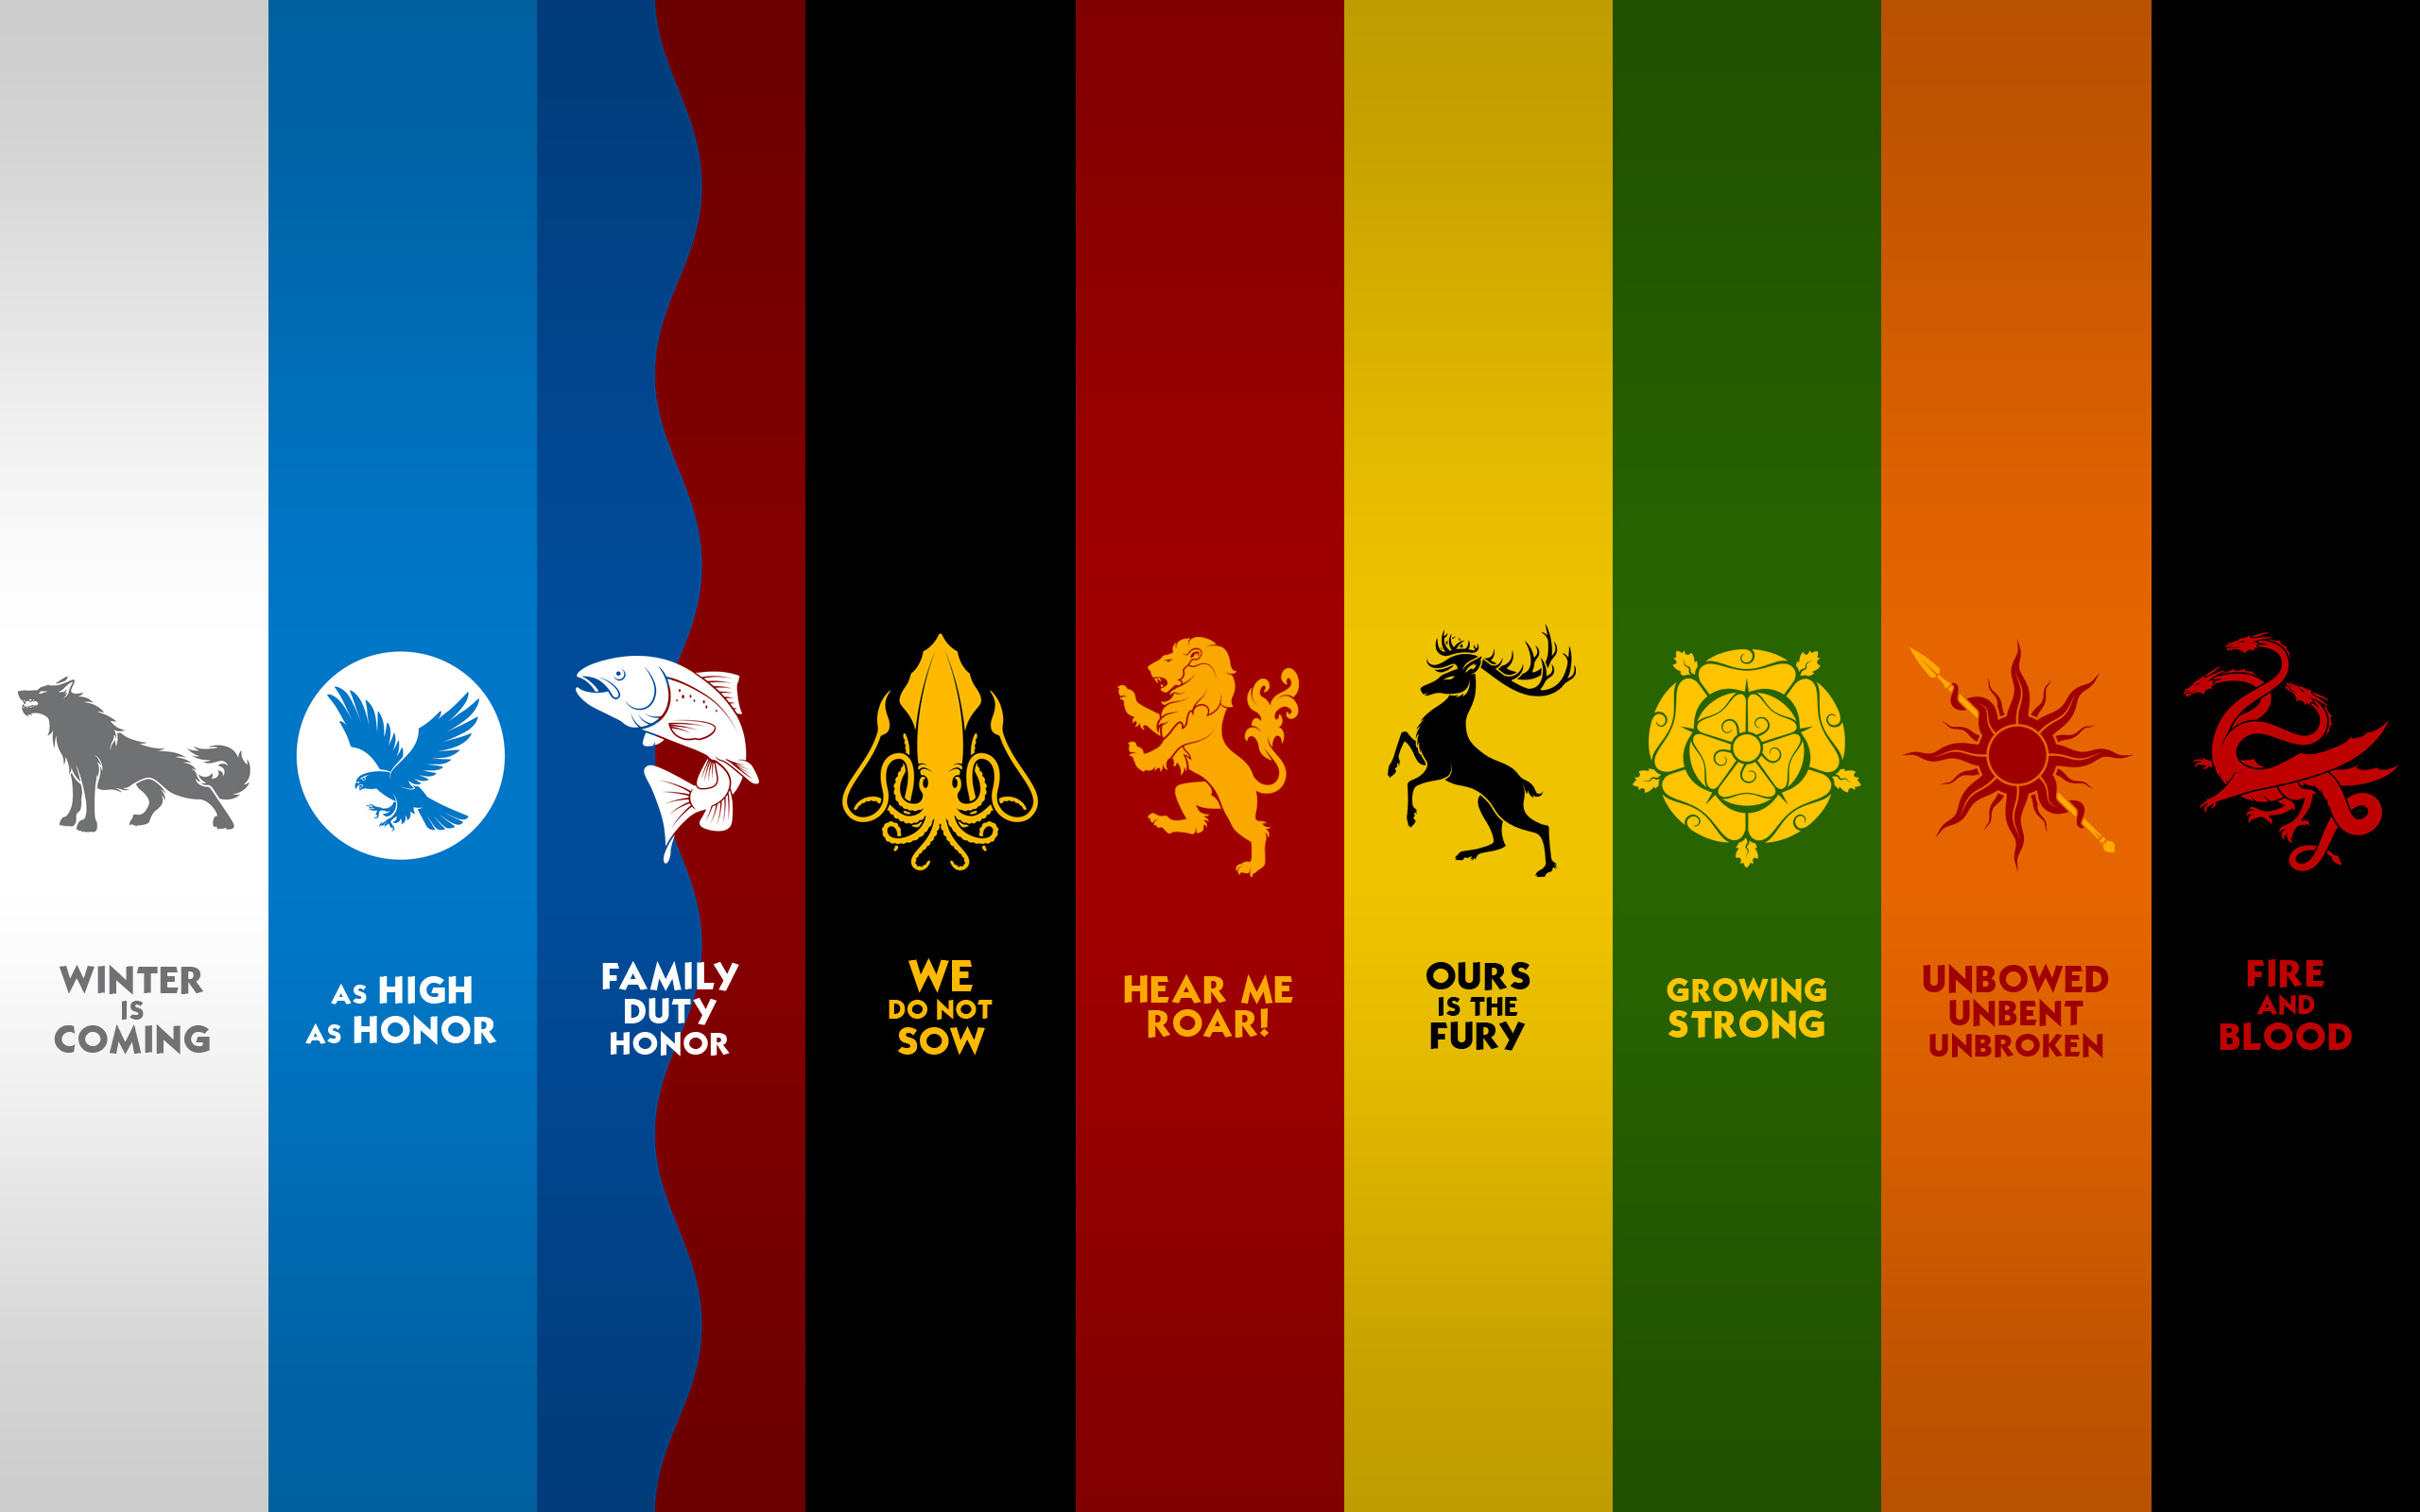 WINTER
IS
COMING
AS HIGH
AS HONOR
FAMILY
DUTY
HONOR
WE
DO NOT
SOW
HEAR ME
ROAR!
OURS
IS THE
FURY
GROWING
STRONG
UNBOWED
UNBENT
UNBROKEN
FIRE
AND
BLOOD